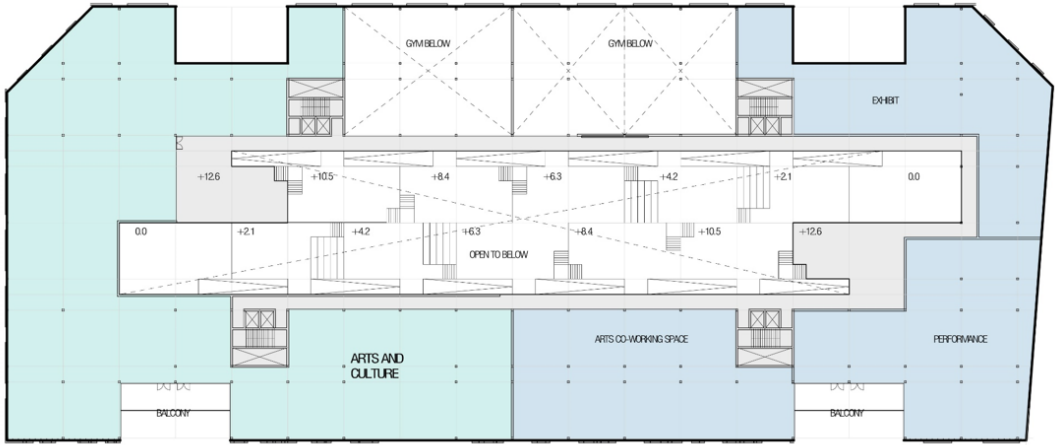 GYM BELOW
GYM BELOW
EXHIBIT
+12.6
+10.5
+8.4
+6.3
+4.2
+2.1
0.0
0.0
+2.1
+4.2
+6.3
+8.4
+10.5
+12.6
OPEN TO BELOW
ARTS CO-WORKING SPACE
PERFORMANCE
ARTS AND
CULTURE
BALCONY
BALCONY